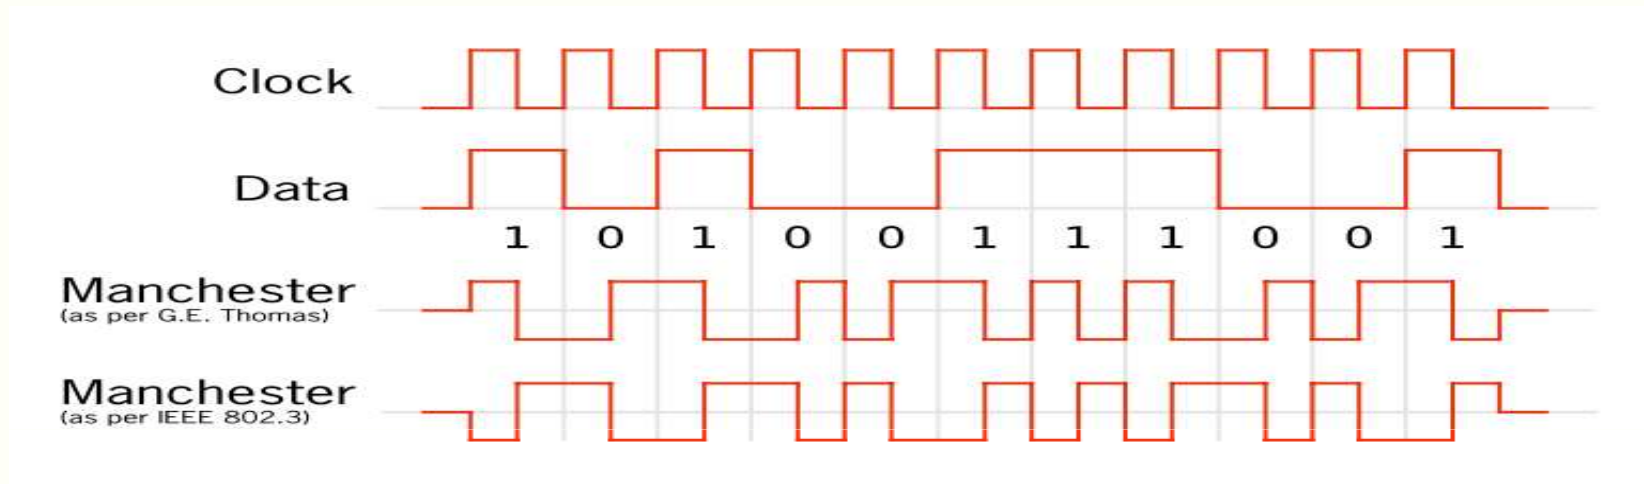 Clock
Data
1 0 1 0 0 1 1 1 0 0 1
Manchester
(as per G.E. Thomas)
Manchester
(as per IEEE 802.3)